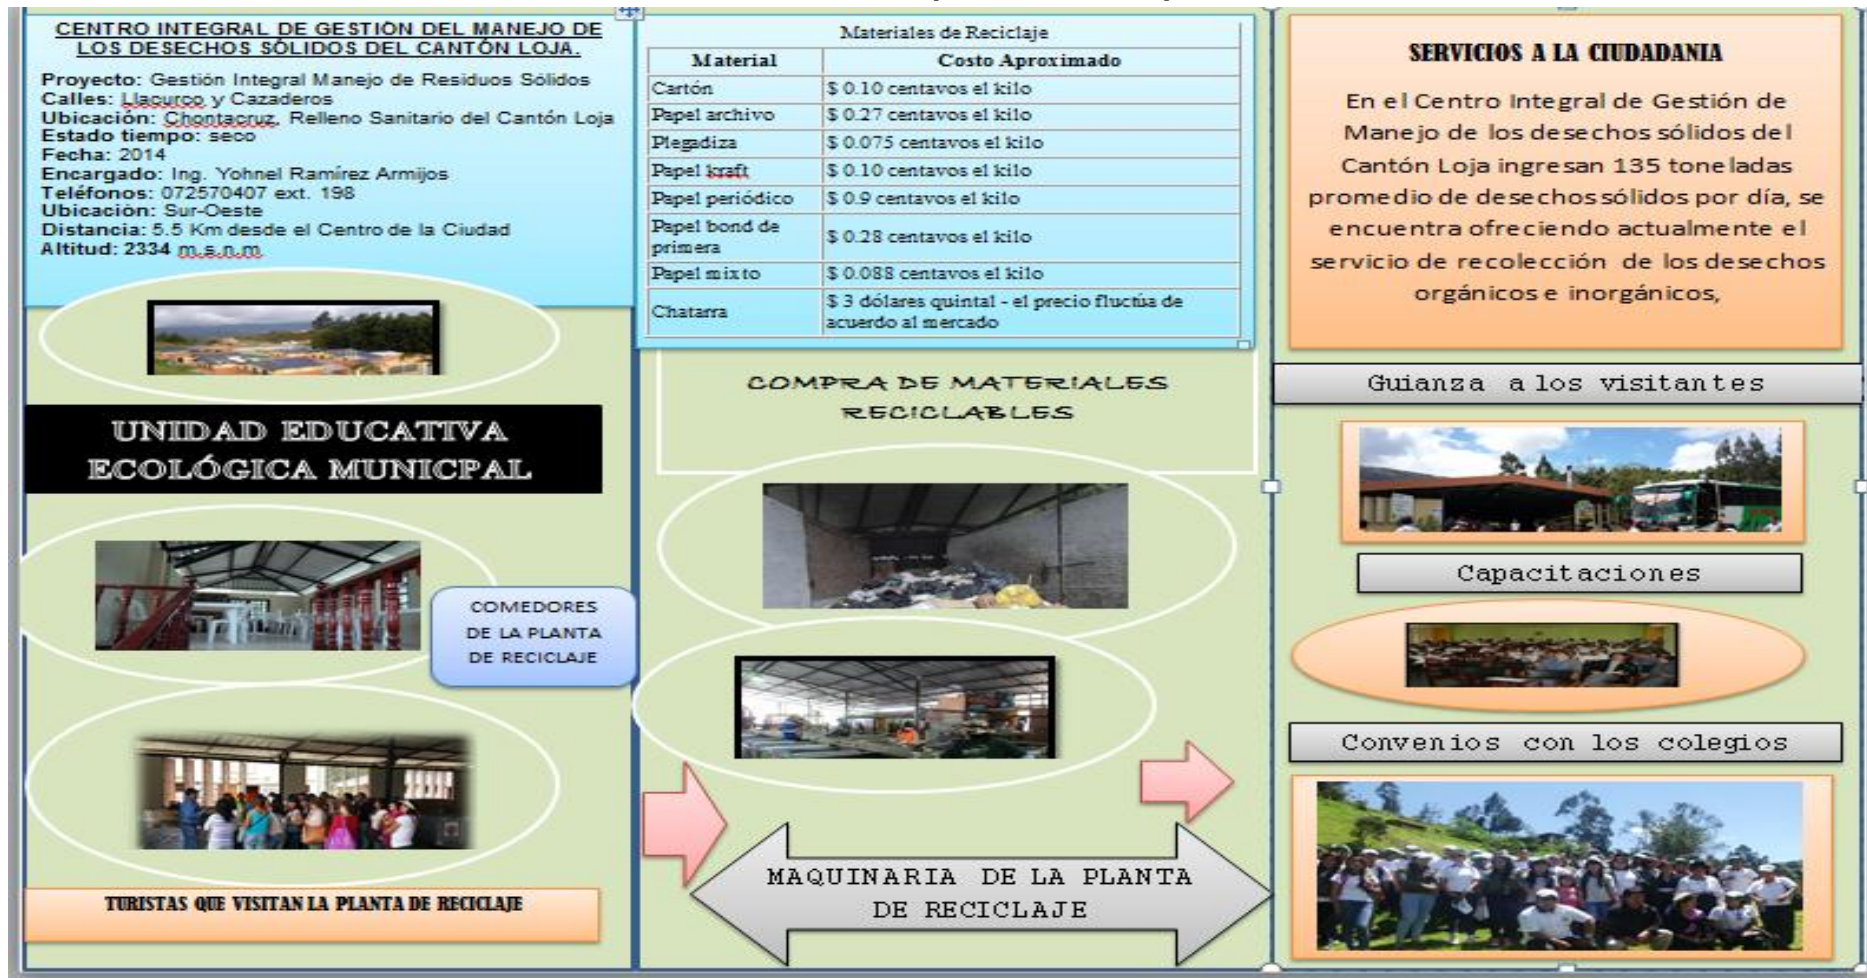 CENTRO INTEGRAL DE GESTIÓN DEL MANEJO DE
LOS DESECHOS SÓLIDOS DEL CANTÓN LOJA.
Proyecto: Gestión Integral Manejo de Residuos Sólidos
Calles: Llacurco y Cazaderos
Ubicación: Chontacruz, Relleno Sanitario del Cantón Loja
Estado tiempo: seco
Fecha: 2014
Encargado: Ing. Yohnel Ramírez Armijos
Teléfonos: 072570407 ext. 198
Ubicación: Sur-Oeste
Distancia: 5.5 Km desde el Centro de la Ciudad
Altitud: 2334 m.s.n.m.
UNIDAD EDUCATIVA
ECOLÓGICA MUNICPAL
COMEDORES
DE LA PLANTA
DE RECICLAJE
TURISTAS QUE VISITAN LA PLANTA DE RECICLAJE
Materiales de Reciclaje
Material Costo Aproximado
Cartón $ 0.10 centavos el kilo
Papel archivo $ 0.27 centavos el kilo
Plegadiza $ 0.075 centavos el kilo
Papel kraft $ 0.10 centavos el kilo
Papel periódico $ 0.9 centavos el kilo
Papel bond de
primera $ 0.28 centavos el kilo
Papel mixto $ 0.088 centavos el kilo
Chatarra $ 3 dólares quintal - el precio fluctúa de
acuerdo al mercado
COMPRA DE MATERIALES
RECICLABLES
MAQUINARIA DE LA PLANTA
DE RECICLAJE
SERVICIOS A LA CIUDADANIA
En el Centro Integral de Gestión de
Manejo de los desechos sólidos del
Cantón Loja ingresan 135 toneladas
promedio de desechos sólidos por día, se
encuentra ofreciendo actualmente el
servicio de recolección de los desechos
orgánicos e inorgánicos,
Guianza a los visitantes
Capacitaciones
Convenios con los colegios